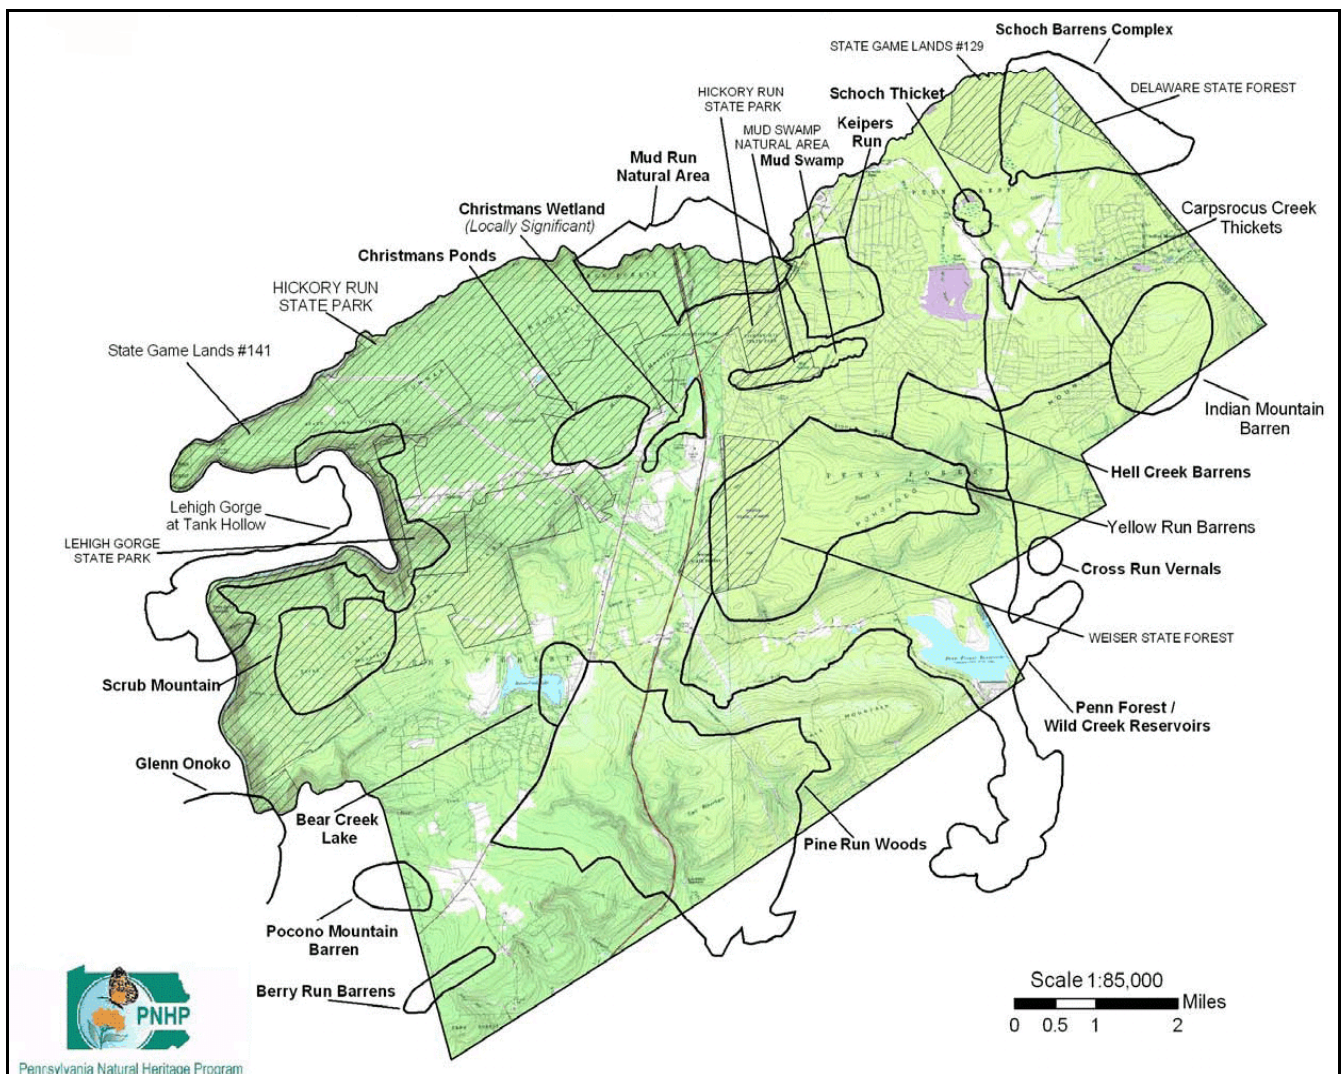 Schoch Barrens Complex
STATE GAME LANDS #129
DELAWARE STATE FOREST
HICKORY RUN
STATE PARK
Schoch Thicket
MUD SWAMP
NATURAL AREA
Mud Swamp
Keipers
Run
Mud Run
Natural Area
Christmans Wetland
(Locally Significant)
Carpsrocus Creek
Thickets
Christmans Ponds
HICKORY RUN
STATE PARK
State Game Lands #141
Indian Mountain
Barren
Hell Creek Barrens
Lehigh Gorge
at Tank Hollow
Yellow Run Barrens
LEHIGH GORGE
STATE PARK
Cross Run Vernals
WEISER STATE FOREST
Scrub Mountain
Penn Forest /
Wild Creek Reservoirs
Glenn Onoko
Bear Creek
Lake
Pine Run Woods
Pocono Mountain
Barren
Berry Run Barrens
PENN FOREST
Scale 1:85,000
Miles
0 0.5 1 2
PNHP
Pennsylvania Natural Heritage Program